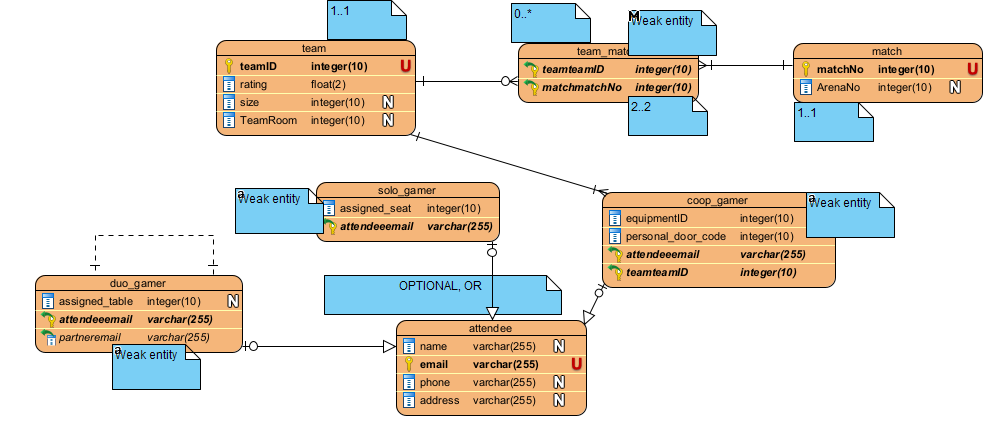 1..1
0..*
Weak entity
team
teamID integer(10) U
rating float(2)
size integer(10) N
TeamRoom integer(10) N
teamteamID integer(10)
matchmatchNo integer(10)
2..2
match
matchNo integer(10) U
ArenaNo integer(10) N
1..1
Weak entity
solo_gamer
assigned_seat integer(10)
attendeeemail varchar(255)
coop_gamer
equipmentID integer(10)
personal_door_code integer(10)
attendeeemail varchar(255)
teamteamID integer(10)
Weak entity
duo_gamer
assigned_table integer(10) N
attendeeemail varchar(255)
partneremail varchar(255)
Weak entity
OPTIONAL, OR
attendee
name varchar(255) N
email varchar(255) U
phone varchar(255) N
address varchar(255) N